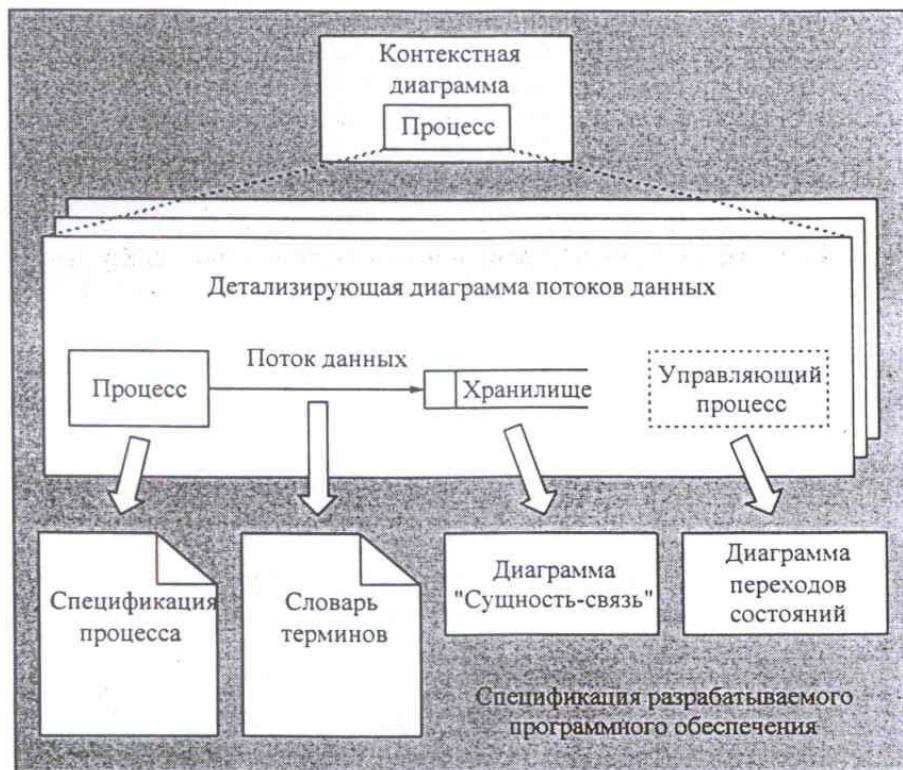 Контекстная
диаграмма
Процесс
Детализирующая диаграмма потоков данных
Поток данных
Процесс
Хранилище
Управляющий
процесс
Спецификация
процесса
Словарь
терминов
Диаграмма
"Сущность-связь"
Диаграмма
переходов
состояний
Спецификация разрабатываемого
программного обеспечения